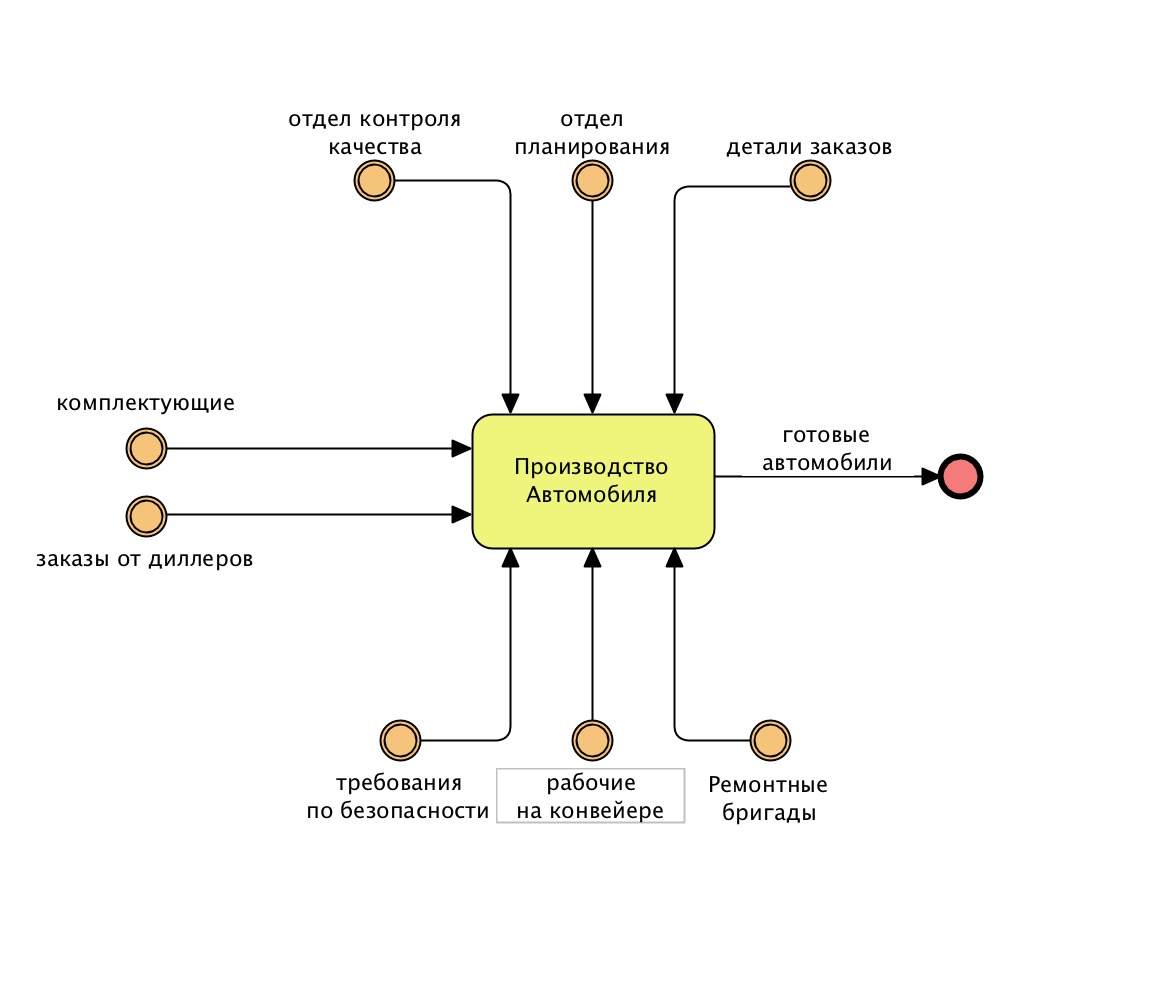 отдел контроля
качества
отдел
планирования
детали заказов
комплектующие
заказы от диллеров
Производство
Автомобиля
готовые
автомобили
требования
по безопасности
рабочие
на конвейере
Ремонтные
бригады